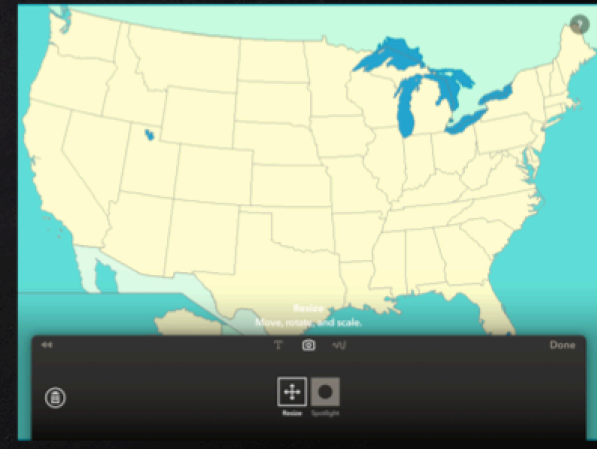 ?
Resize
Move, rotate, and scale.
T
Done
Resize
Spotlight